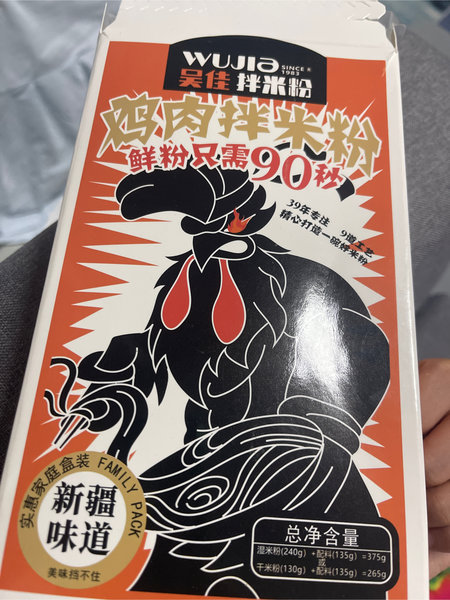 WUJIA
SINCE
1983
吴佳 拌米粉
鸡肉拌米粉
鲜粉只需90秒
39年专注 9道工艺
精心打造一碗好米粉
实惠家庭盒装 FAMILY PACK
新疆
味道
美味挡不住
总净含量
湿米粉(240g)+配料(135g)=375g
或
干米粉(130g)+配料(135g)=265g